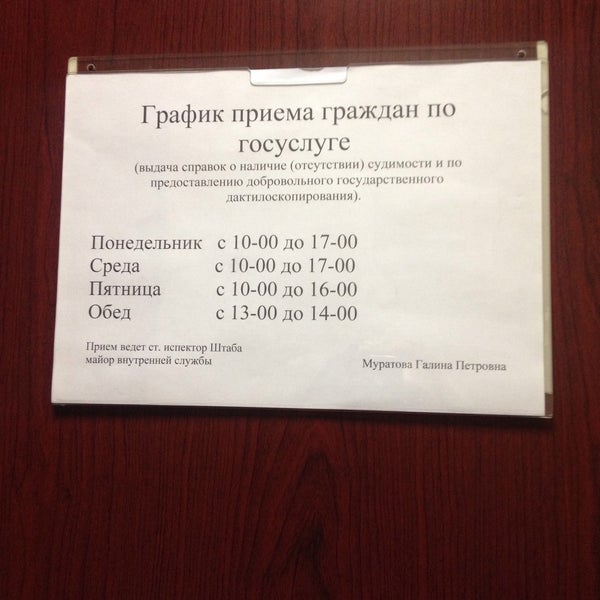 График приема граждан по
госуслуге
(выдача справок о наличие (отсутствии) судимости и по
предоставлению добровольного государственного
дактилоскопирования).
Понедельник с 10-00 до 17-00
Среда с 10-00 до 17-00
Пятница с 10-00 до 16-00
Обед с 13-00 до 14-00
Прием ведет ст. испектор Штаба
майор внутренней службы
Муратова Галина Петровна